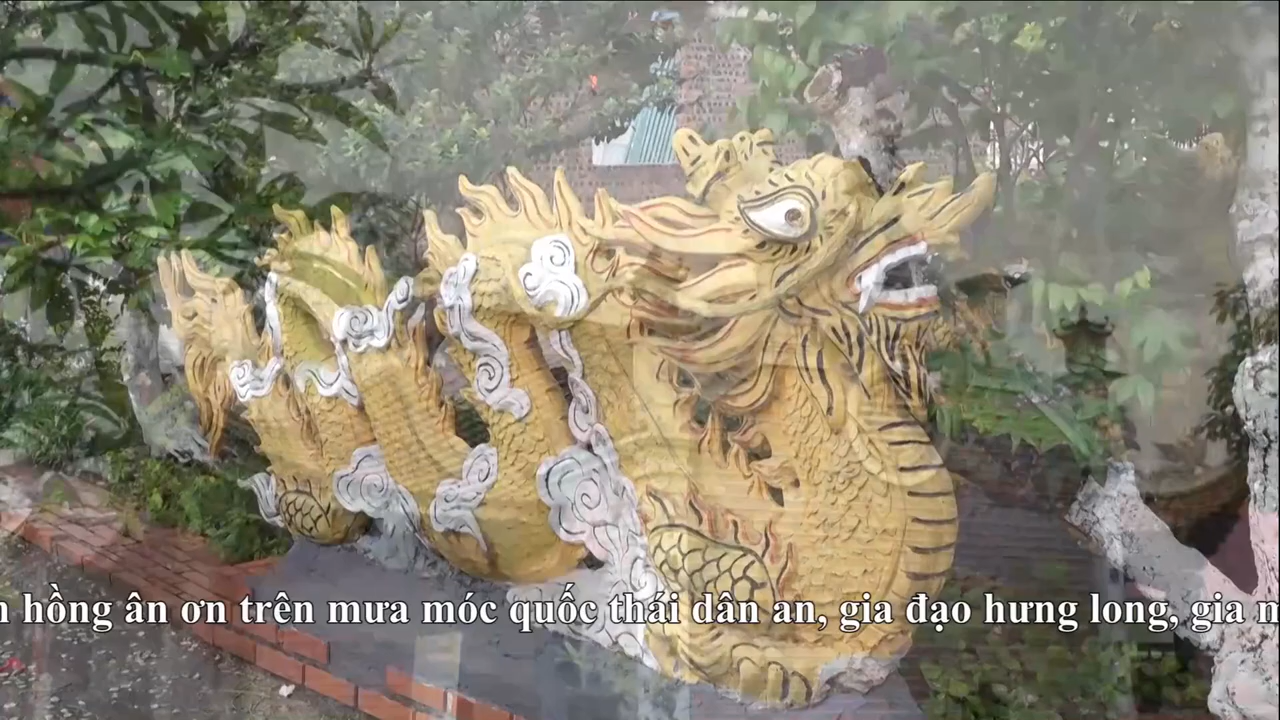 hồng ân ơn trên mưa móc quốc thái dân an, gia đạo hưng long, gia